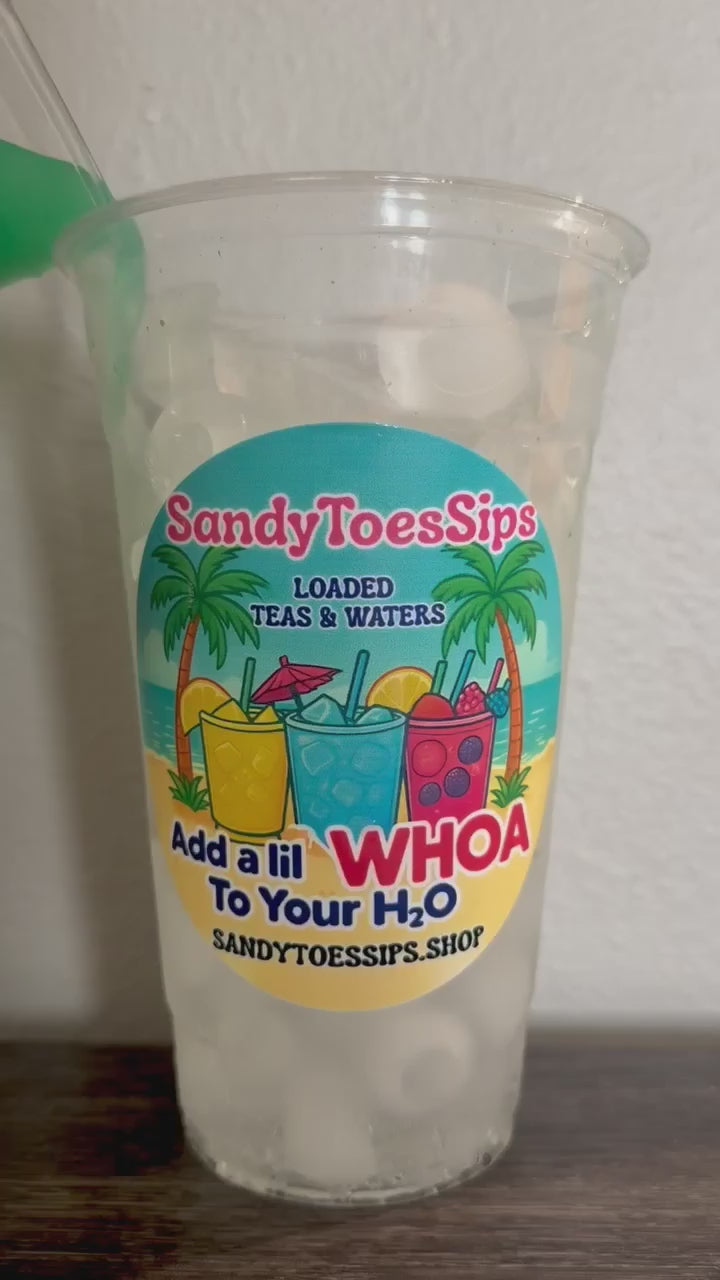 SandyToesSips
LOADED
TEAS & WATERS
Add a lil WHOA
To Your H₂O
SANDYTOESSIPS.SHOP